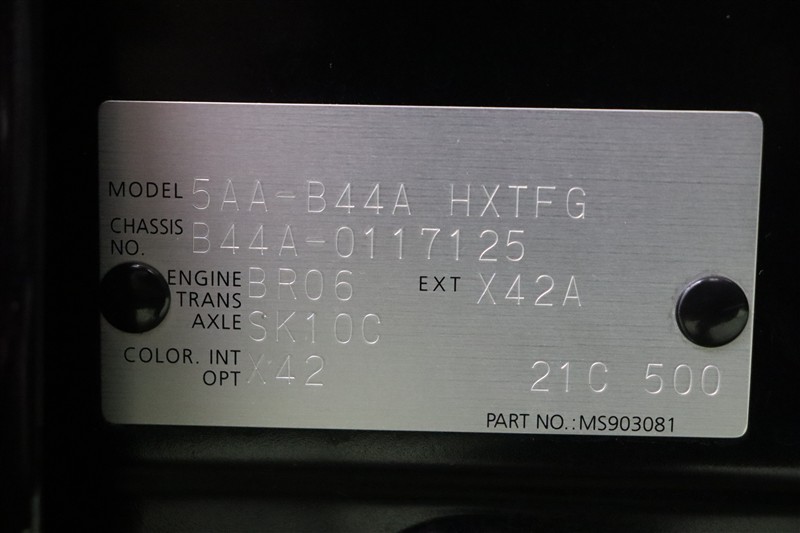 MODEL 5AA-B44A HXTFG
CHASSIS NO. B44A-0117125
ENGINE BR06 EXT X42A
TRANS AXLE SK10C
COLOR. INT X42
OPT 21C 500
PART NO.:MS903081